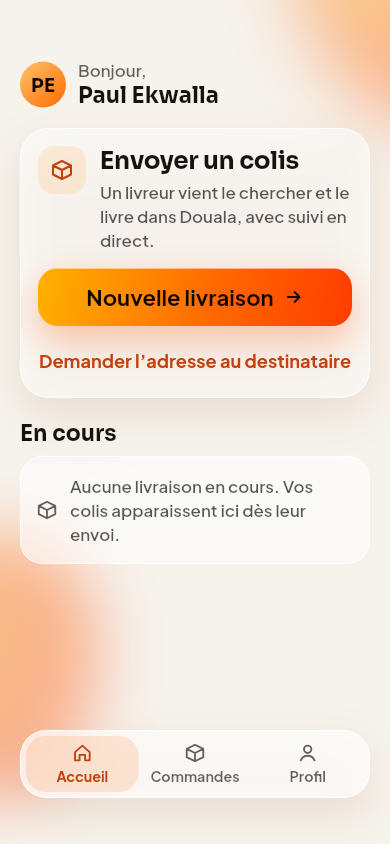 PE
Bonjour,
Paul Ekwalla
Envoyer un colis
Un livreur vient le chercher et le
livre dans Douala, avec suivi en
direct.
Nouvelle livraison →
Demander l’adresse au destinataire
En cours
Aucune livraison en cours. Vos
colis apparaissent ici dès leur
envoi.
Accueil
Commandes
Profil